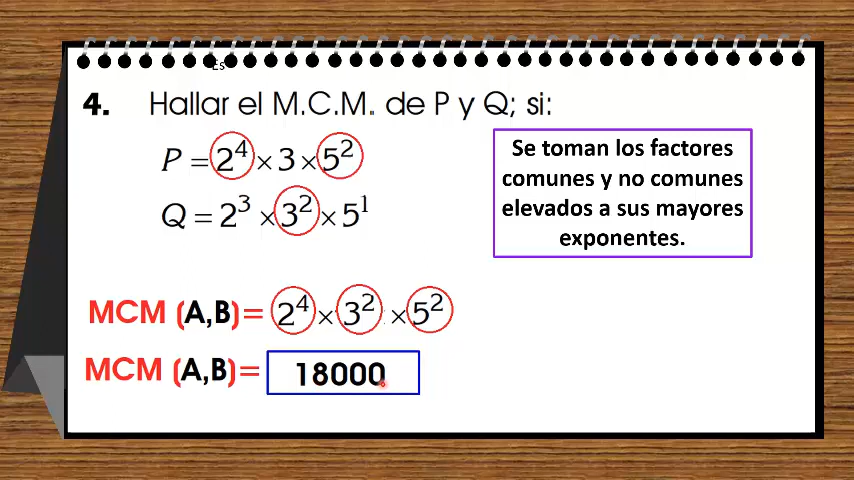 Es
4. Hallar el M.C.M. de P y Q; si:
P = 2⁴ × 3 × 5²
Q = 2³ × 3² × 5¹
Se toman los factores
comunes y no comunes
elevados a sus mayores
exponentes.
MCM (A,B)= 2⁴ × 3² × 5²
MCM (A,B)= 18000